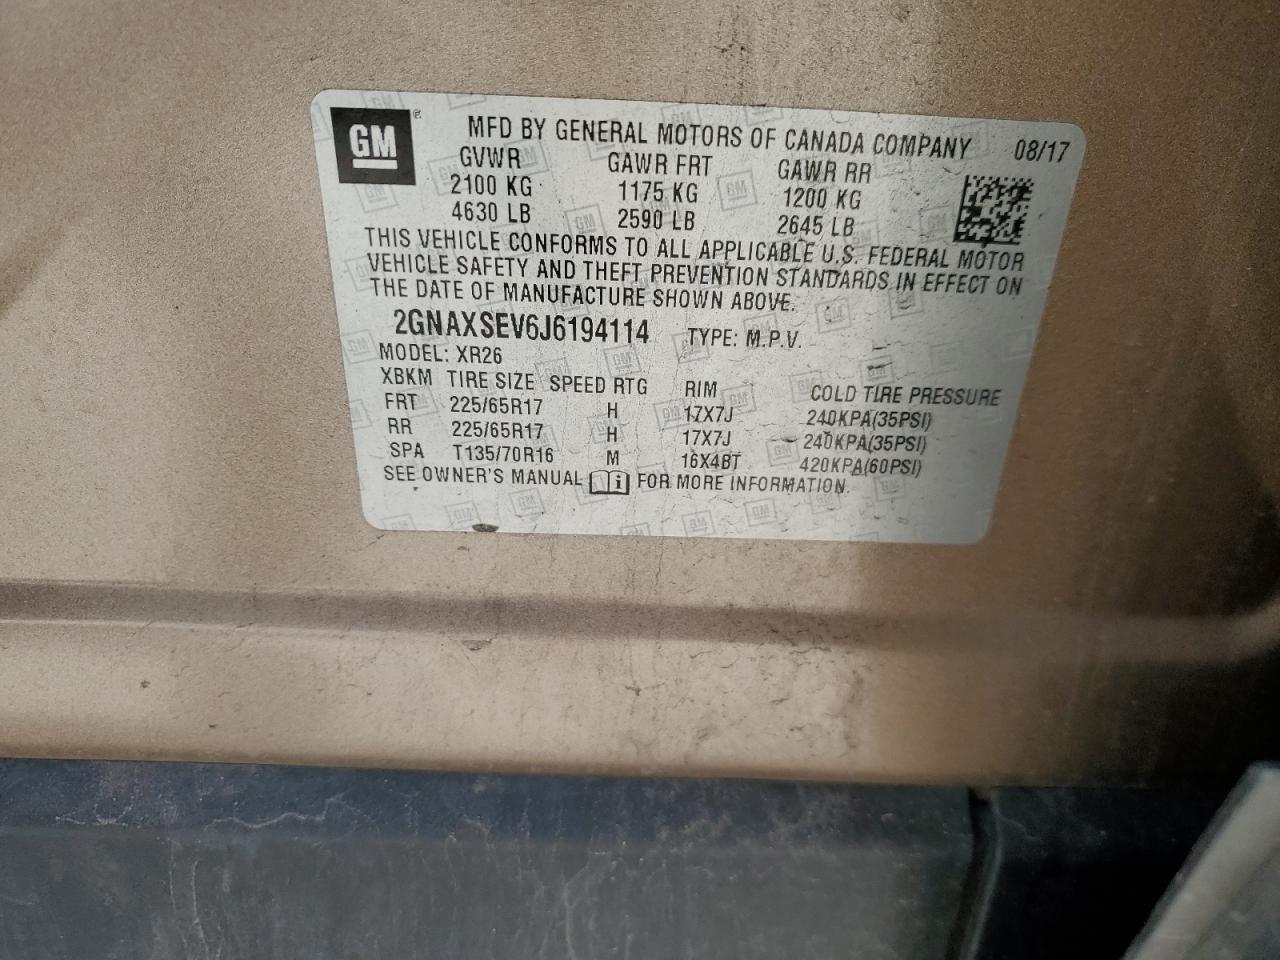 GM®
MFD BY GENERAL MOTORS OF CANADA COMPANY 08/17
GVWR GAWR FRT GAWR RR
2100 KG 1175 KG 1200 KG
4630 LB 2590 LB 2645 LB
THIS VEHICLE CONFORMS TO ALL APPLICABLE U.S. FEDERAL MOTOR
VEHICLE SAFETY AND THEFT PREVENTION STANDARDS IN EFFECT ON
THE DATE OF MANUFACTURE SHOWN ABOVE.
2GNAXSEV6J6194114 TYPE: M.P.V.
MODEL: XR26
XBKM TIRE SIZE SPEED RTG RIM COLD TIRE PRESSURE
FRT 225/65R17 H 17X7J 240KPA(35PSI)
RR 225/65R17 H 17X7J 240KPA(35PSI)
SPA T135/70R16 M 16X4BT 420KPA(60PSI)
SEE OWNER'S MANUAL i FOR MORE INFORMATION.